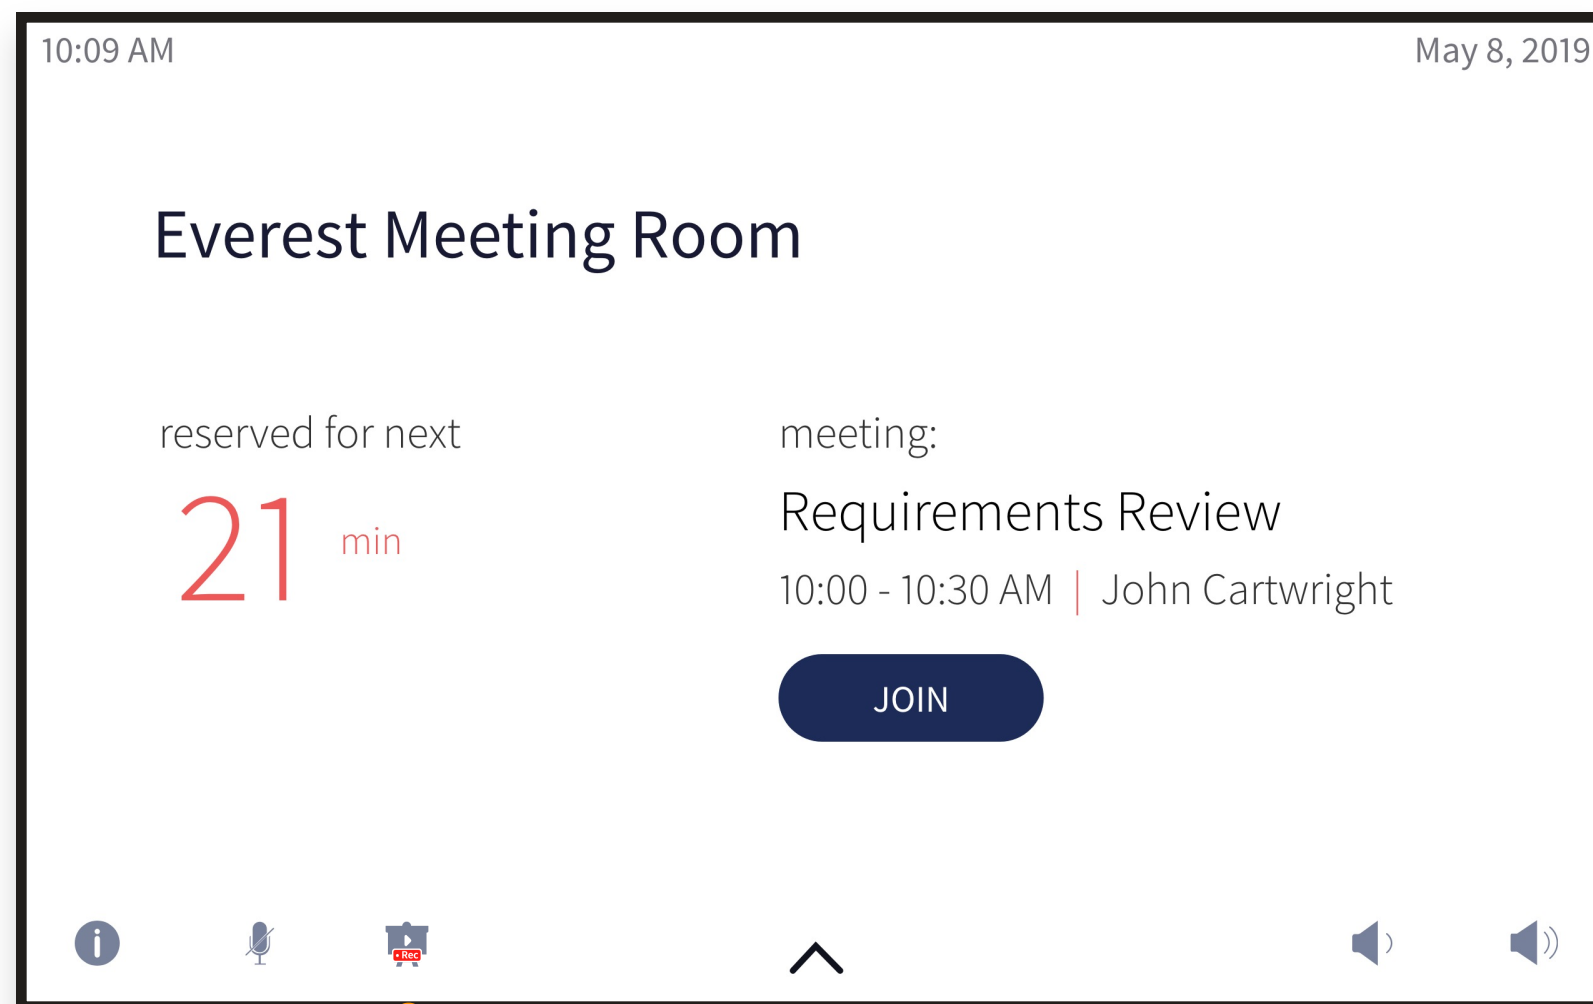 10:09 AM
May 8, 2019
Everest Meeting Room
reserved for next
21 min
meeting:
Requirements Review
10:00 - 10:30 AM | John Cartwright
JOIN
• Rec